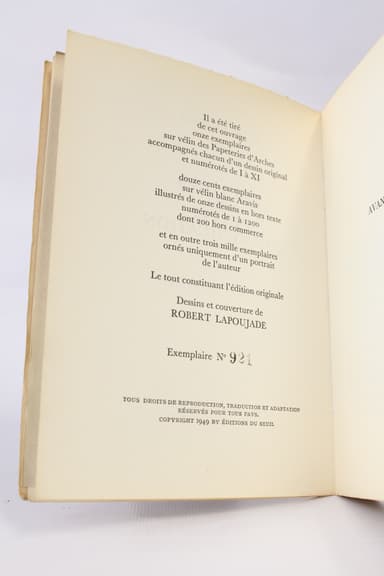 Il a été tiré
de cet ouvrage
onze exemplaires
sur vélin des Papeteries d'Arches
accompagnés chacun d'un dessin original
et numérotés de I à XI
douze cents exemplaires
sur vélin blanc Aravis
illustrés de onze dessins en hors texte
numérotés de 1 à 1200
dont 200 hors commerce
et en outre trois mille exemplaires
ornés uniquement d'un portrait
de l'auteur
Le tout constituant l'édition originale
Dessins et couverture de
ROBERT LAPOUJADE
Exemplaire N° 921
TOUS DROITS DE REPRODUCTION, TRADUCTION ET ADAPTATION
RÉSERVÉS POUR TOUS PAYS.
COPYRIGHT 1949 BY ÉDITIONS DU SEUIL
AVAN